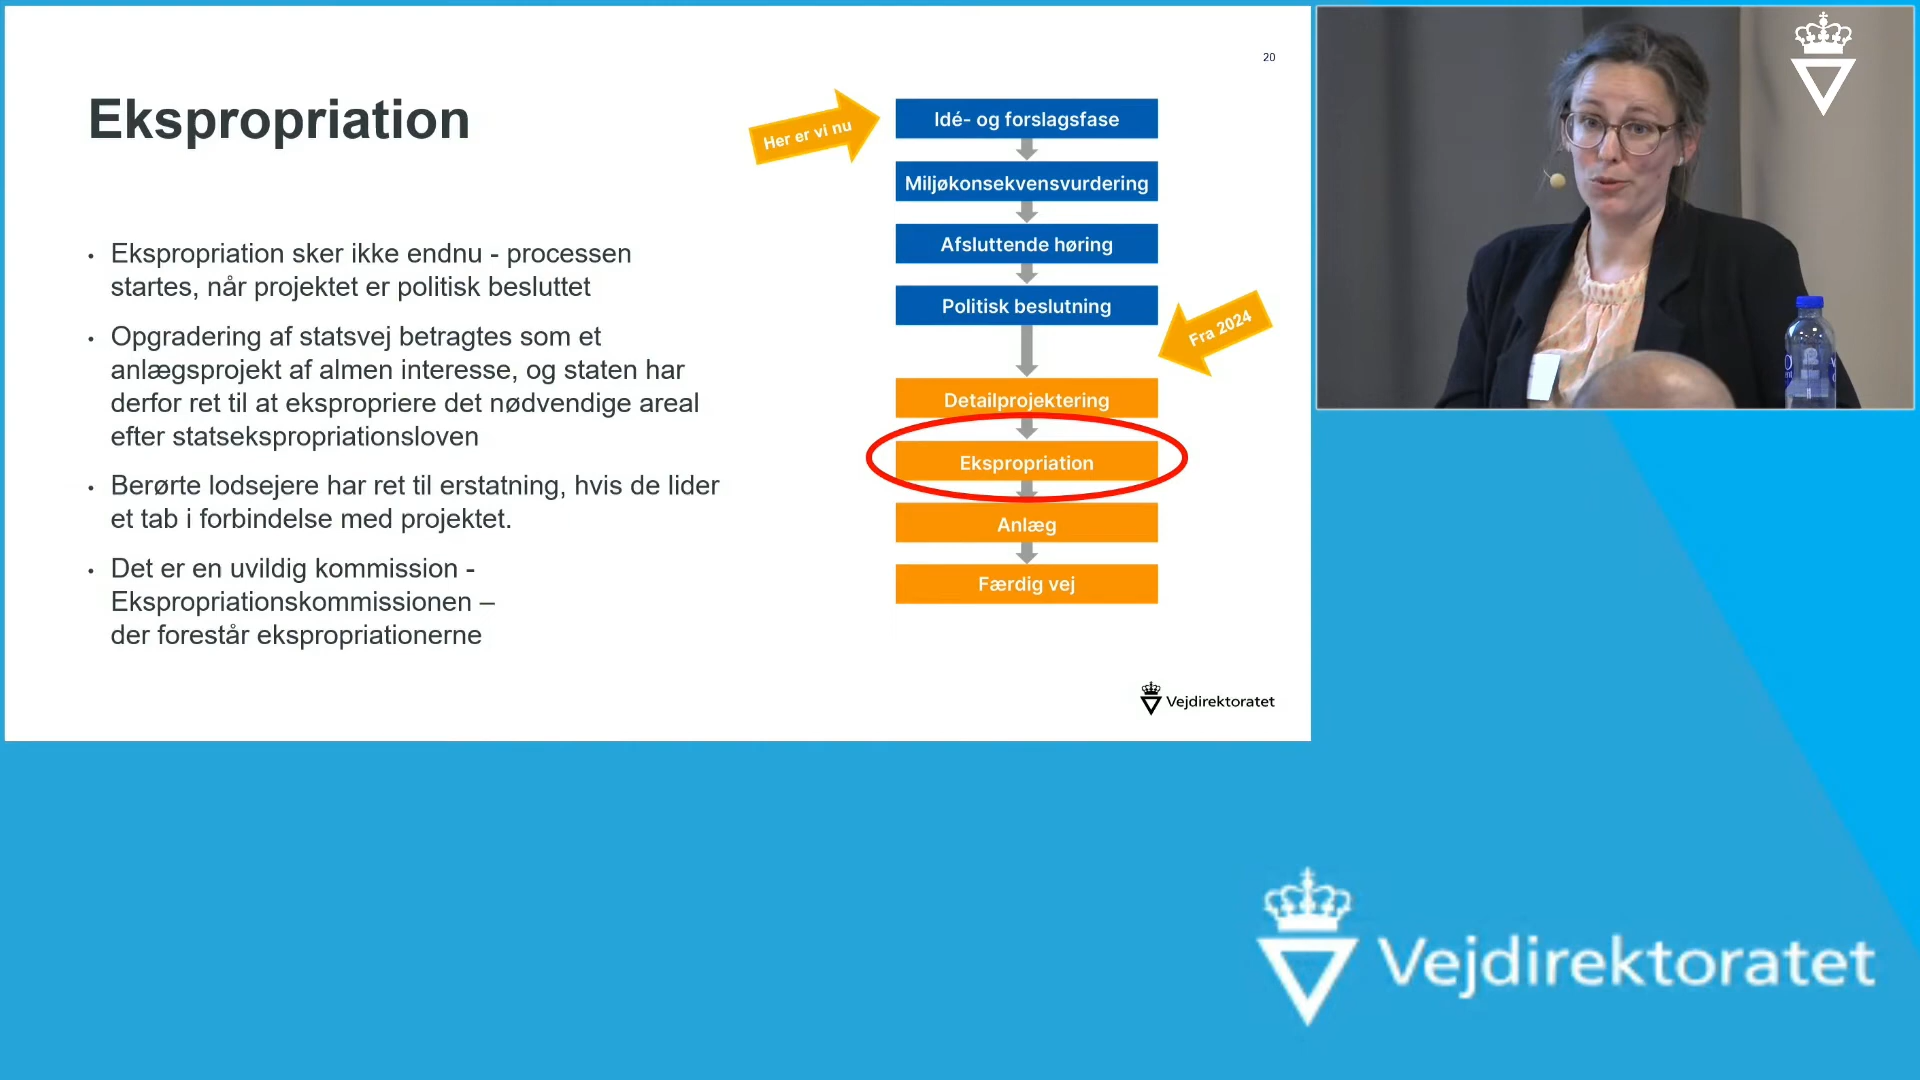 20
Ekspropriation
• Ekspropriation sker ikke endnu - processen
startes, når projektet er politisk besluttet
• Opgradering af statsvej betragtes som et
anlægsprojekt af almen interesse, og staten har
derfor ret til at ekspropriere det nødvendige areal
efter statsekspropriationsloven
• Berørte lodsejere har ret til erstatning, hvis de lider
et tab i forbindelse med projektet.
• Det er en uvildig kommission -
Ekspropriationskommissionen –
der forestår ekspropriationerne
Her er vi nu
Idé- og forslagsfase
Miljøkonsekvensvurdering
Afsluttende høring
Politisk beslutning
Fra 2024
Detailprojektering
Ekspropriation
Anlæg
Færdig vej
Vejdirektoratet
Vejdirektoratet